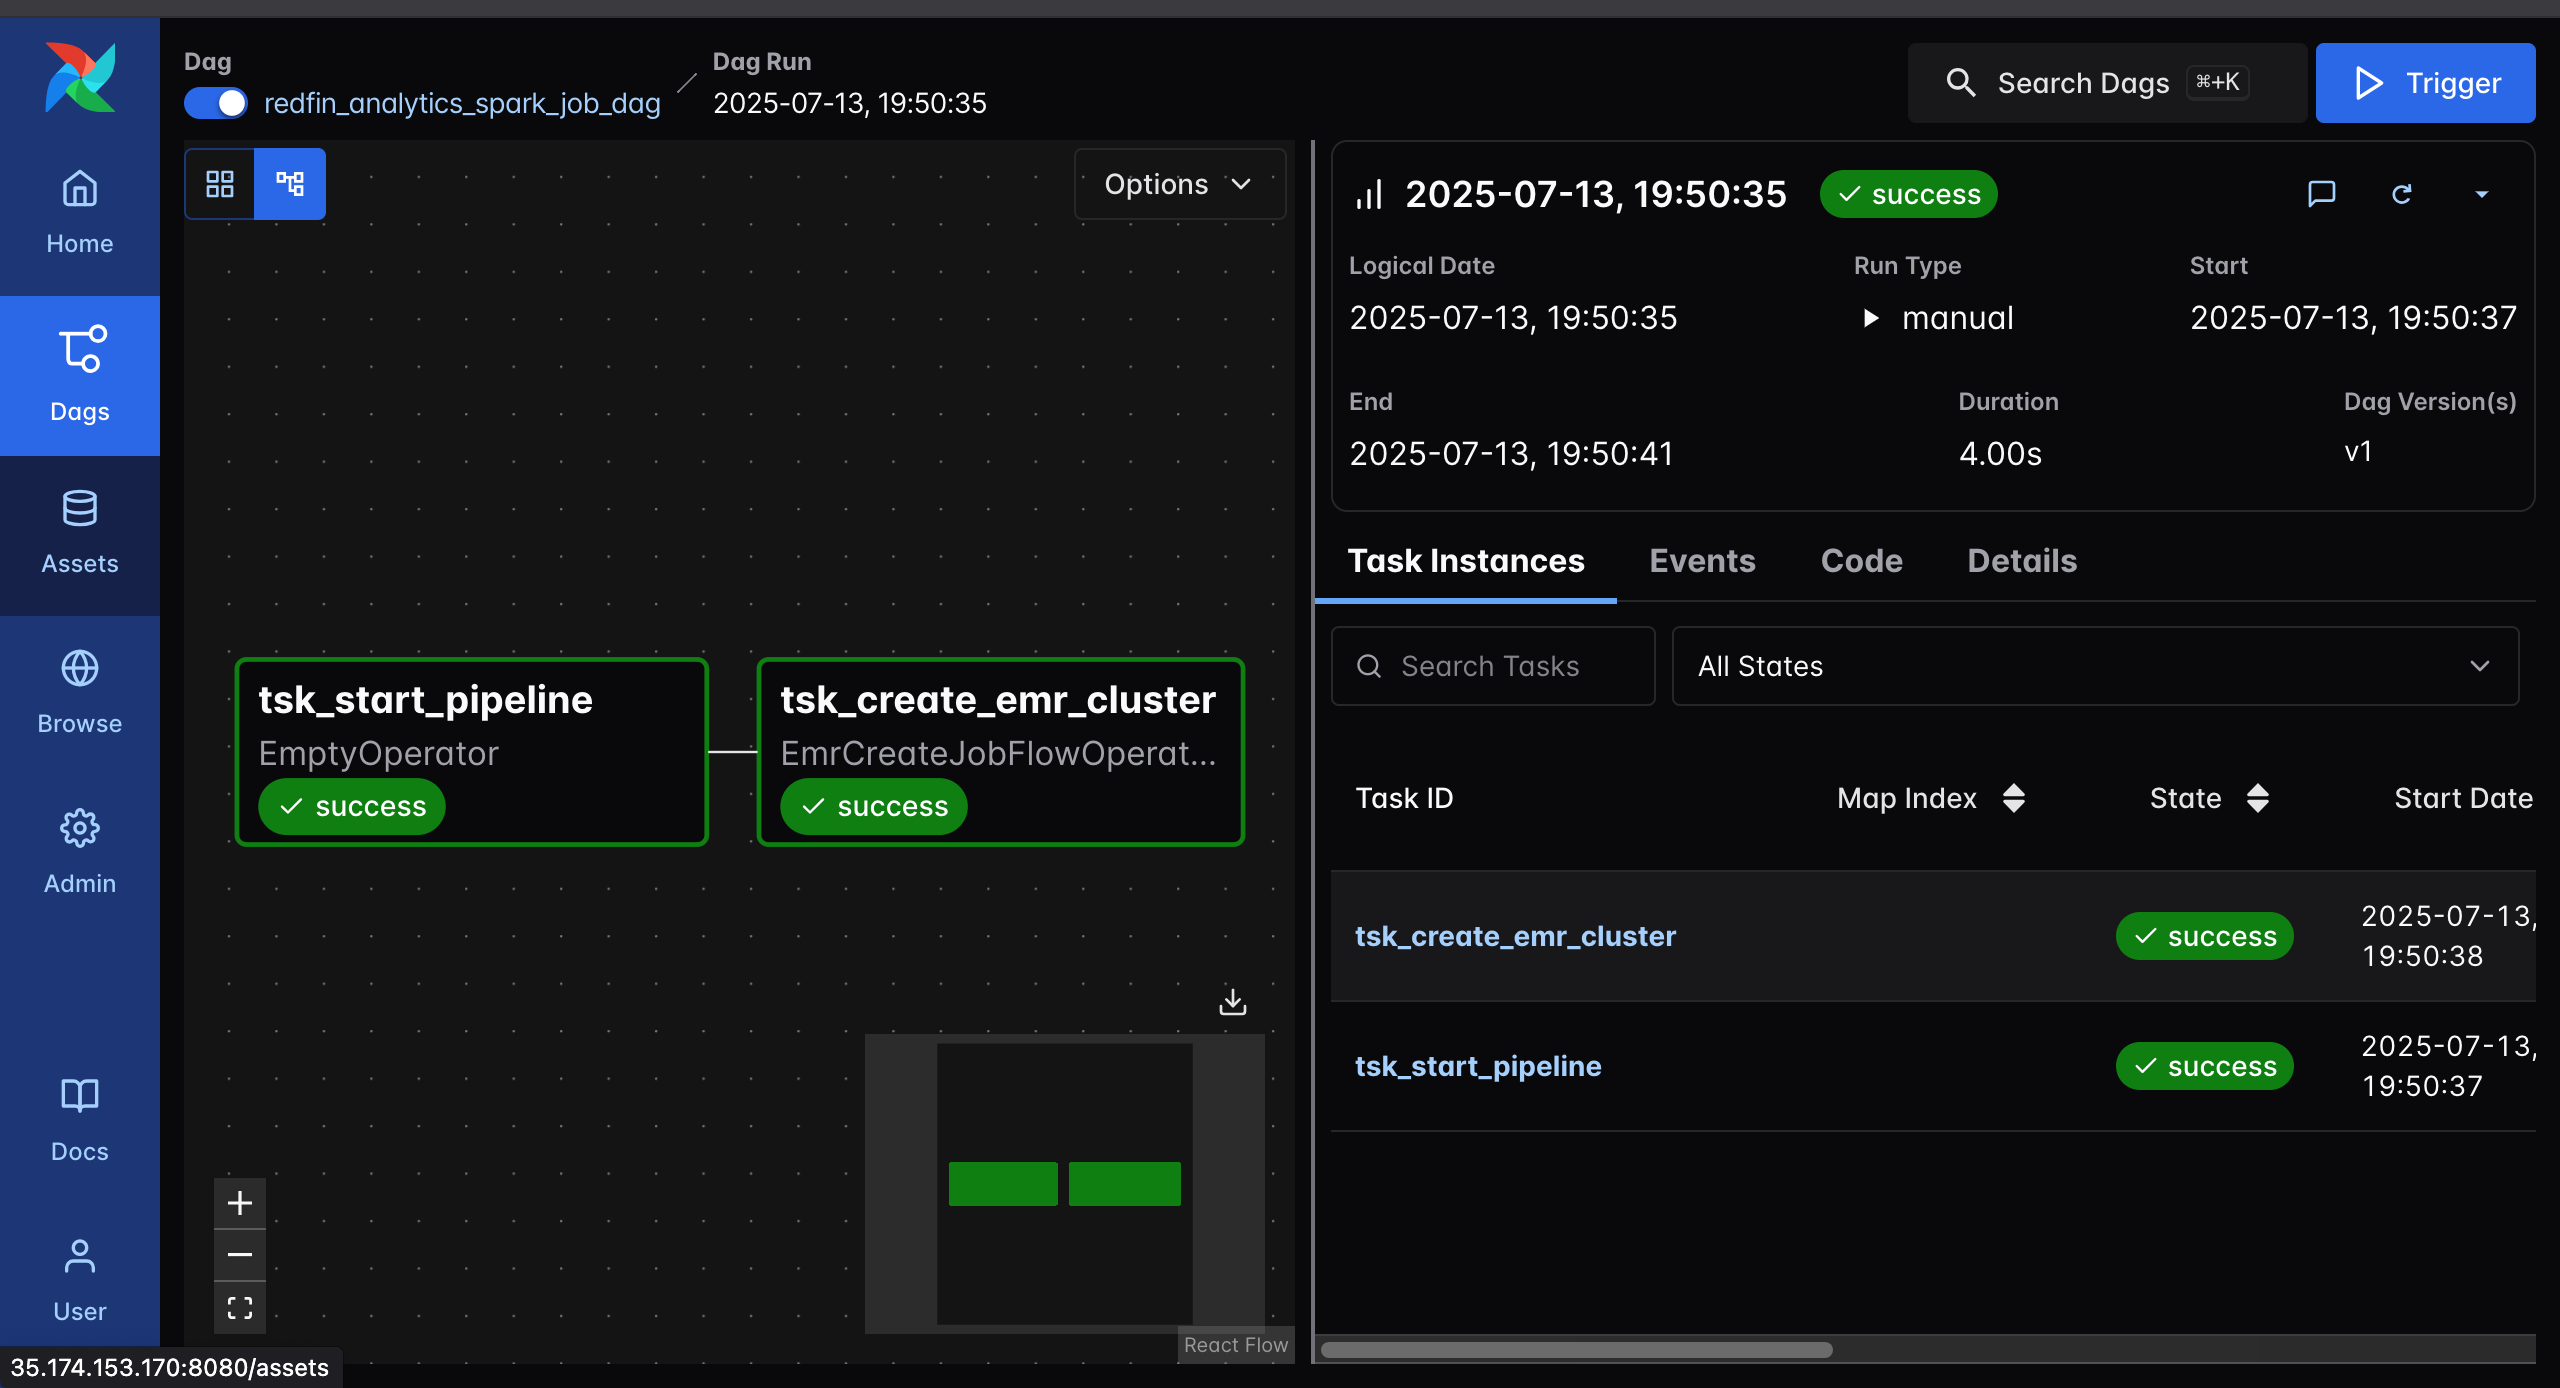 Dag
redfin_analytics_spark_job_dag
Dag Run
2025-07-13, 19:50:35
Search Dags ⌘+K
Trigger
Home
Dags
Assets
Browse
Admin
Docs
User
Options
tsk_start_pipeline
EmptyOperator
success
tsk_create_emr_cluster
EmrCreateJobFlowOperat...
success
React Flow
2025-07-13, 19:50:35 success
Logical Date
2025-07-13, 19:50:35
Run Type
manual
Start
2025-07-13, 19:50:37
End
2025-07-13, 19:50:41
Duration
4.00s
Dag Version(s)
v1
Task Instances Events Code Details
Search Tasks
All States
Task ID Map Index State Start Date
tsk_create_emr_cluster success 2025-07-13,
19:50:38
tsk_start_pipeline success 2025-07-13,
19:50:37
35.174.153.170:8080/assets